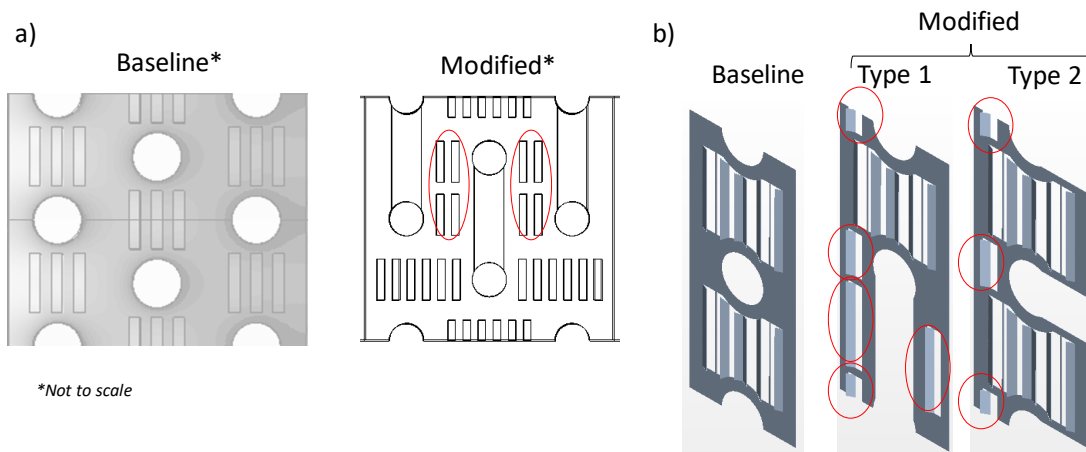 a)
Baseline*
Modified*
*Not to scale
b)
Modified
Baseline
Type 1
Type 2